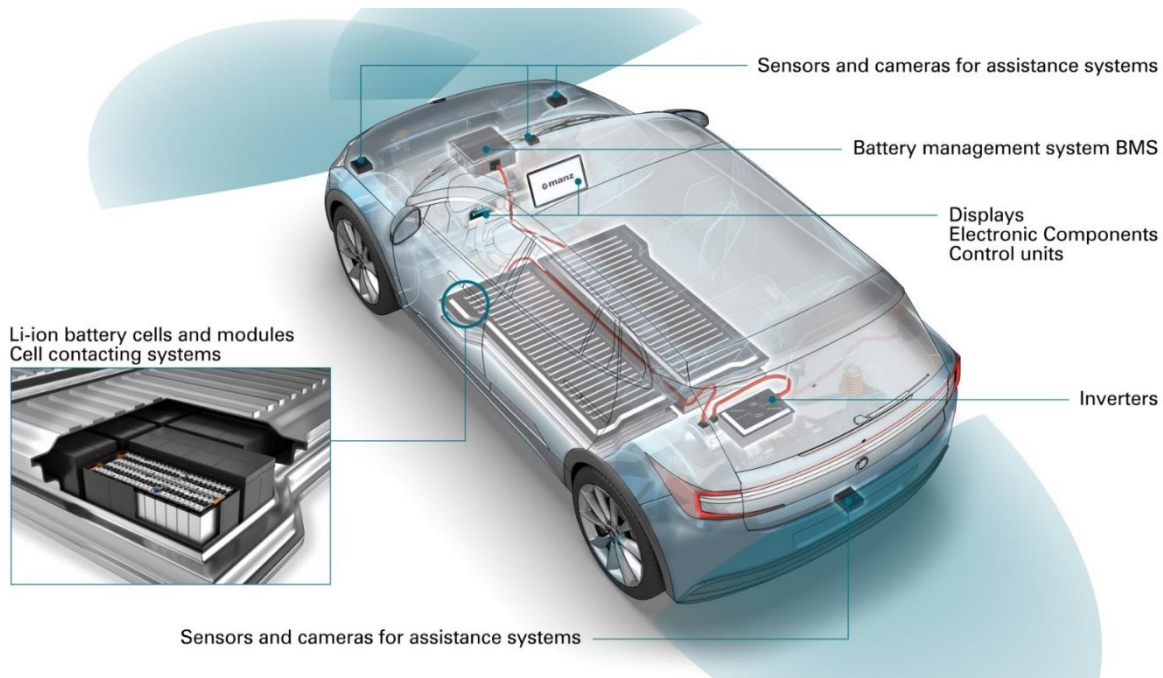 Sensors and cameras for assistance systems
Battery management system BMS
manz
Displays
Electronic Components
Control units
Li-ion battery cells and modules
Cell contacting systems
Inverters
Sensors and cameras for assistance systems